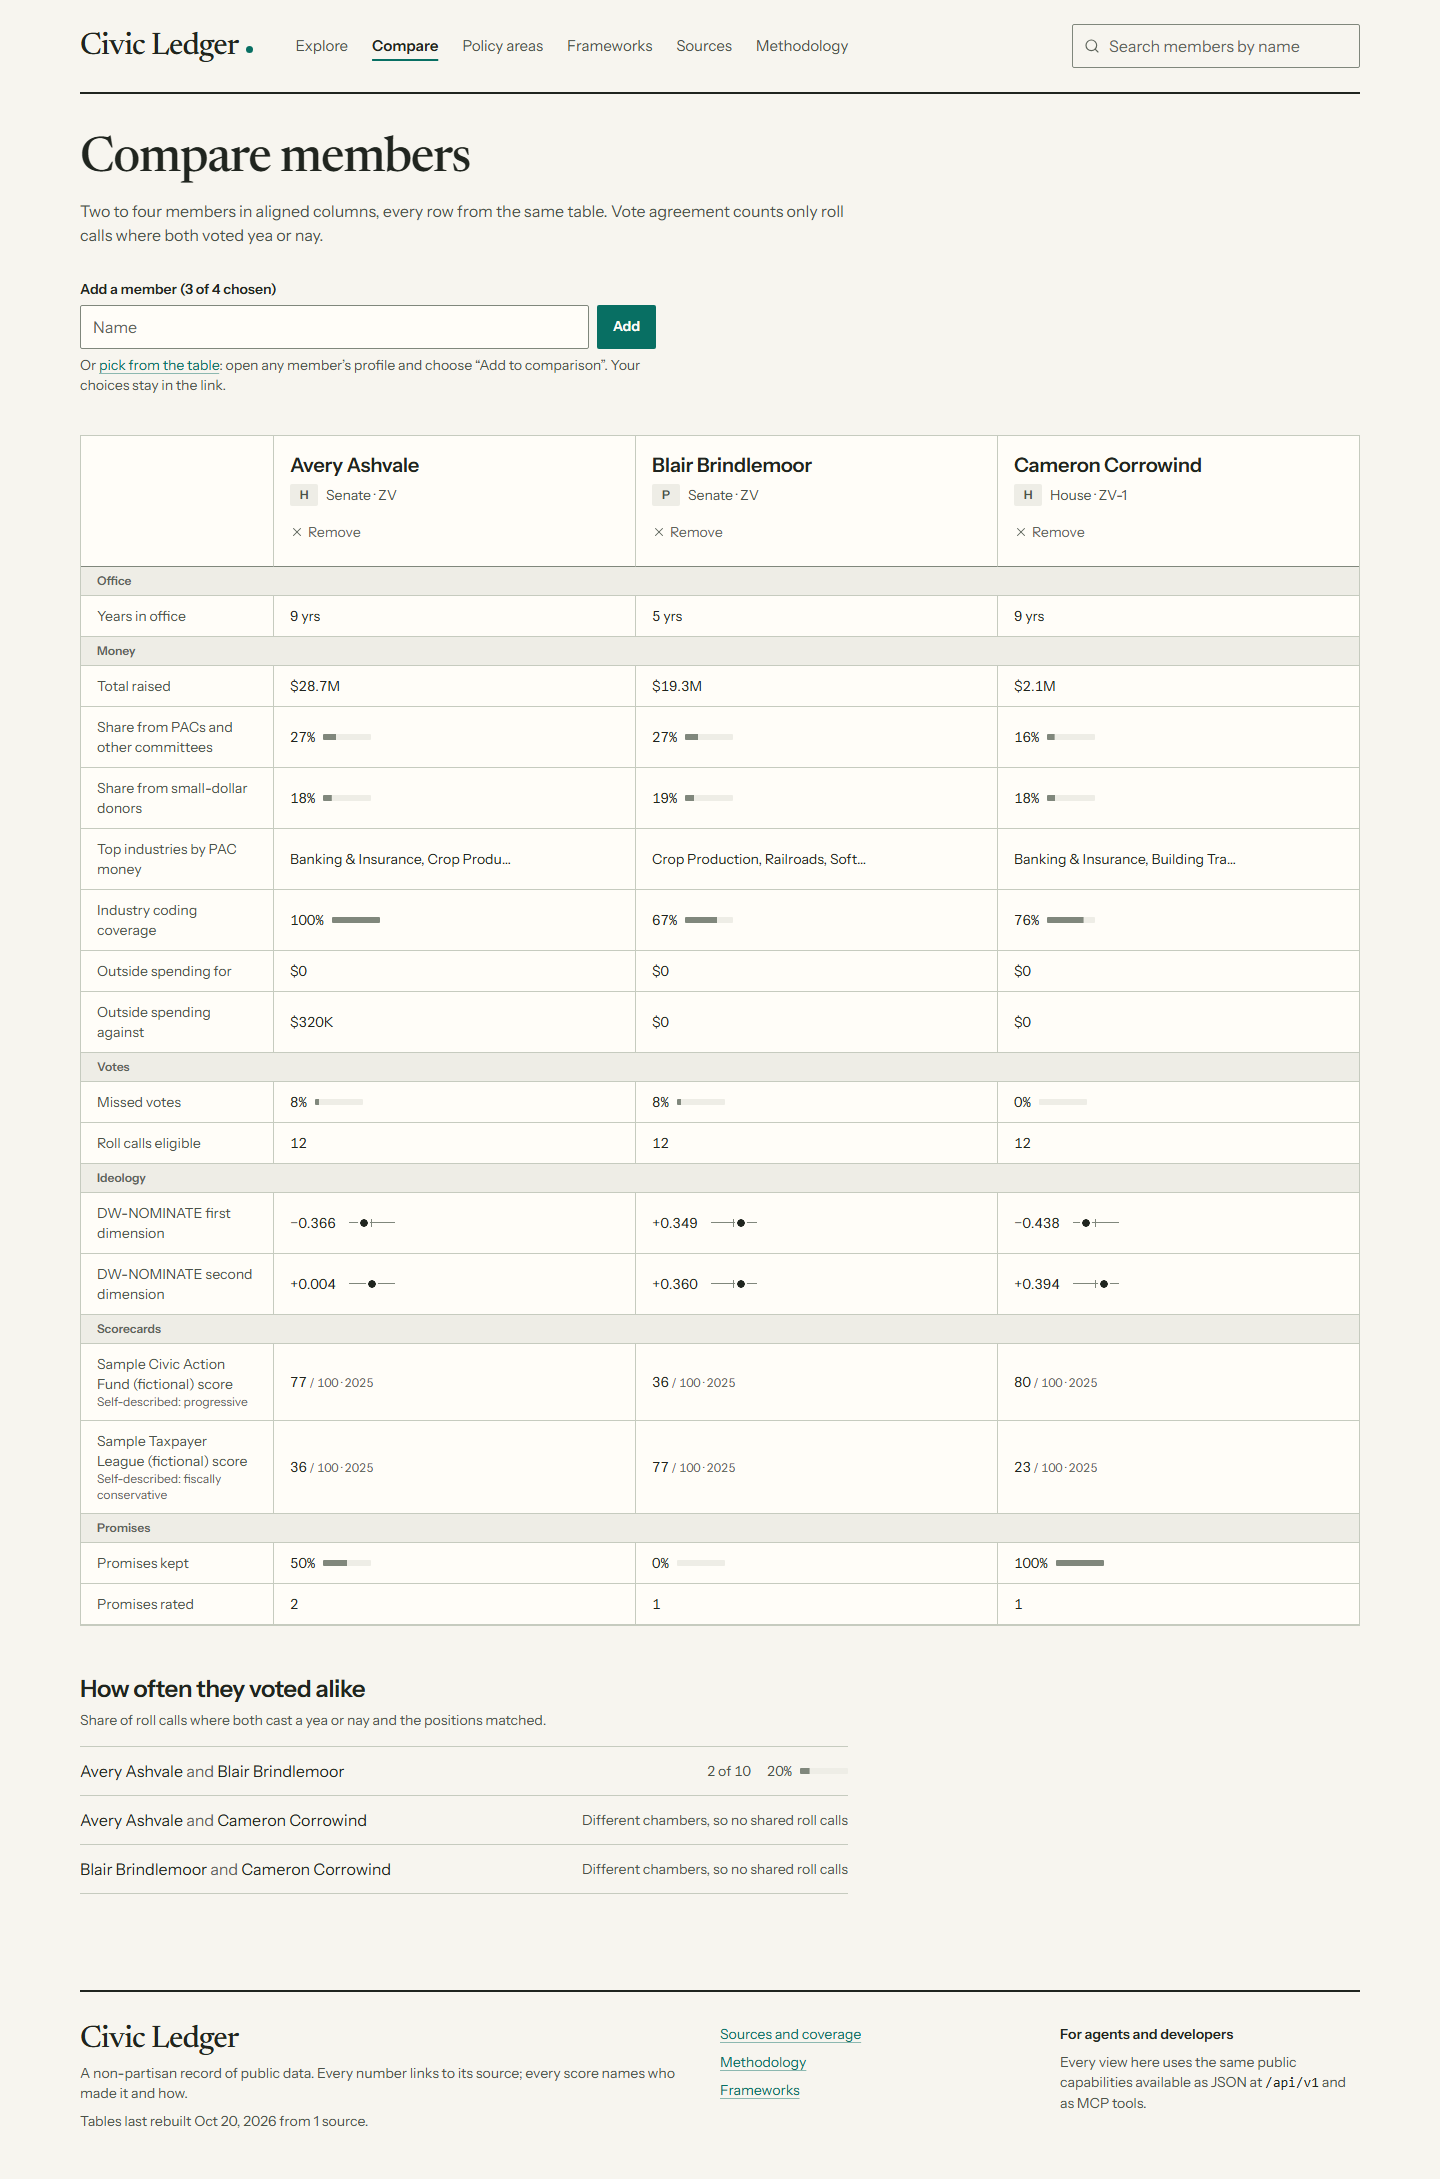 Civic Ledger
Explore Compare Policy areas Frameworks Sources Methodology
Search members by name
Compare members
Two to four members in aligned columns, every row from the same table. Vote agreement counts only roll
calls where both voted yea or nay.
Add a member (3 of 4 chosen)
Name Add
Or pick from the table: open any member's profile and choose “Add to comparison”. Your
choices stay in the link.
Avery Ashvale Blair Brindlemoor Cameron Corrowind
H Senate · ZV P Senate · ZV H House · ZV-1
× Remove × Remove × Remove
Office
Years in office 9 yrs 5 yrs 9 yrs
Money
Total raised $28.7M $19.3M $2.1M
Share from PACs and
other committees
27% 27% 16%
Share from small-dollar
donors
18% 19% 18%
Top industries by PAC
money
Banking & Insurance, Crop Produ… Crop Production, Railroads, Soft… Banking & Insurance, Building Tra…
Industry coding
coverage
100% 67% 76%
Outside spending for $0 $0 $0
Outside spending
against
$320K $0 $0
Votes
Missed votes 8% 8% 0%
Roll calls eligible 12 12 12
Ideology
DW-NOMINATE first
dimension
−0.366 +0.349 −0.438
DW-NOMINATE second
dimension
+0.004 +0.360 +0.394
Scorecards
Sample Civic Action
Fund (fictional) score
Self-described: progressive
77 / 100 · 2025 36 / 100 · 2025 80 / 100 · 2025
Sample Taxpayer
League (fictional) score
Self-described: fiscally
conservative
36 / 100 · 2025 77 / 100 · 2025 23 / 100 · 2025
Promises
Promises kept 50% 0% 100%
Promises rated 2 1 1
How often they voted alike
Share of roll calls where both cast a yea or nay and the positions matched.
Avery Ashvale and Blair Brindlemoor 2 of 10 20%
Avery Ashvale and Cameron Corrowind Different chambers, so no shared roll calls
Blair Brindlemoor and Cameron Corrowind Different chambers, so no shared roll calls
Civic Ledger
A non-partisan record of public data. Every number links to its source; every score names who
made it and how.
Tables last rebuilt Oct 20, 2026 from 1 source.
Sources and coverage
Methodology
Frameworks
For agents and developers
Every view here uses the same public
capabilities available as JSON at /api/v1 and
as MCP tools.